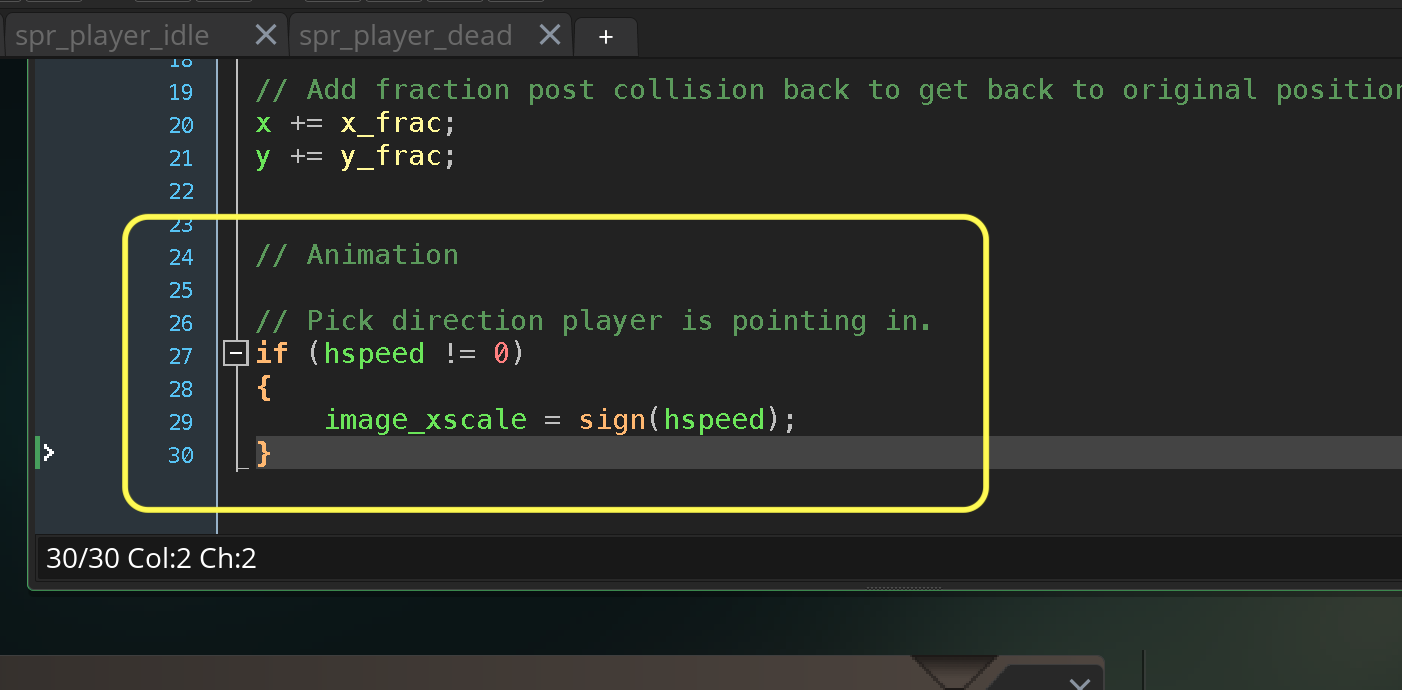 spr_player_idle spr_player_dead +
18
19 // Add fraction post collision back to get back to original position
20 x += x_frac;
21 y += y_frac;
22
23
24 // Animation
25
26 // Pick direction player is pointing in.
27 if (hspeed != 0)
28 {
29 image_xscale = sign(hspeed);
30 }
30/30 Col:2 Ch:2